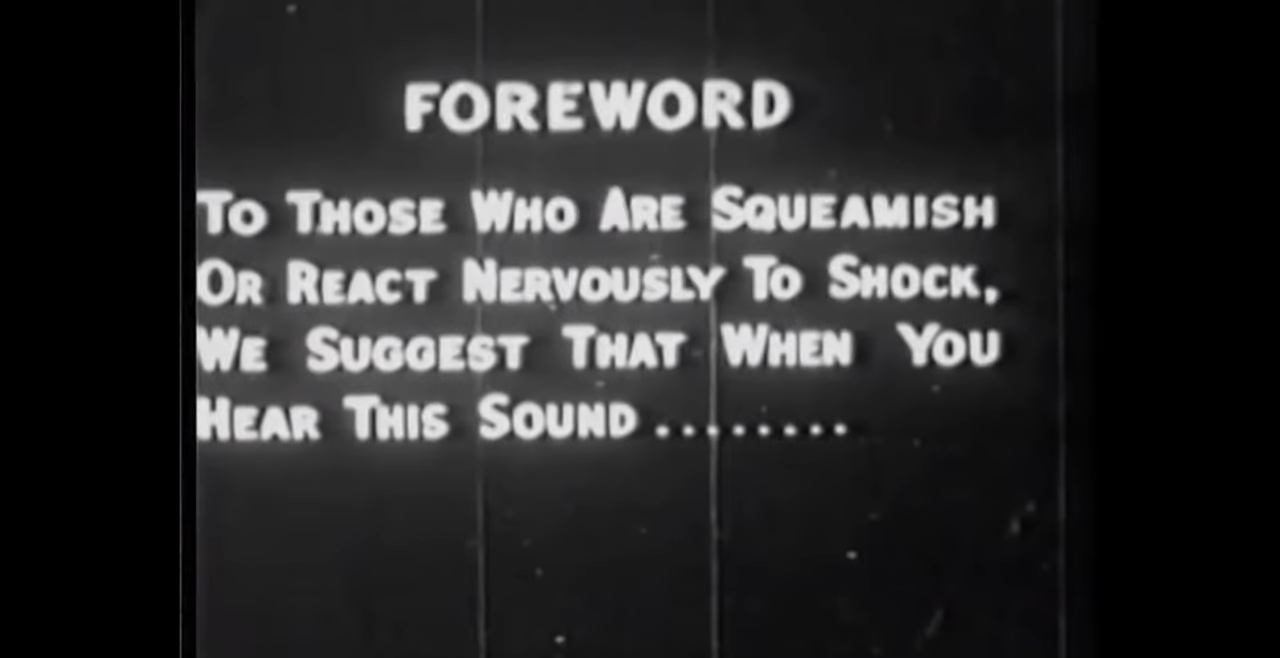 FOREWORD
TO THOSE WHO ARE SQUEAMISH
OR REACT NERVOUSLY TO SHOCK,
WE SUGGEST THAT WHEN YOU
HEAR THIS SOUND ........